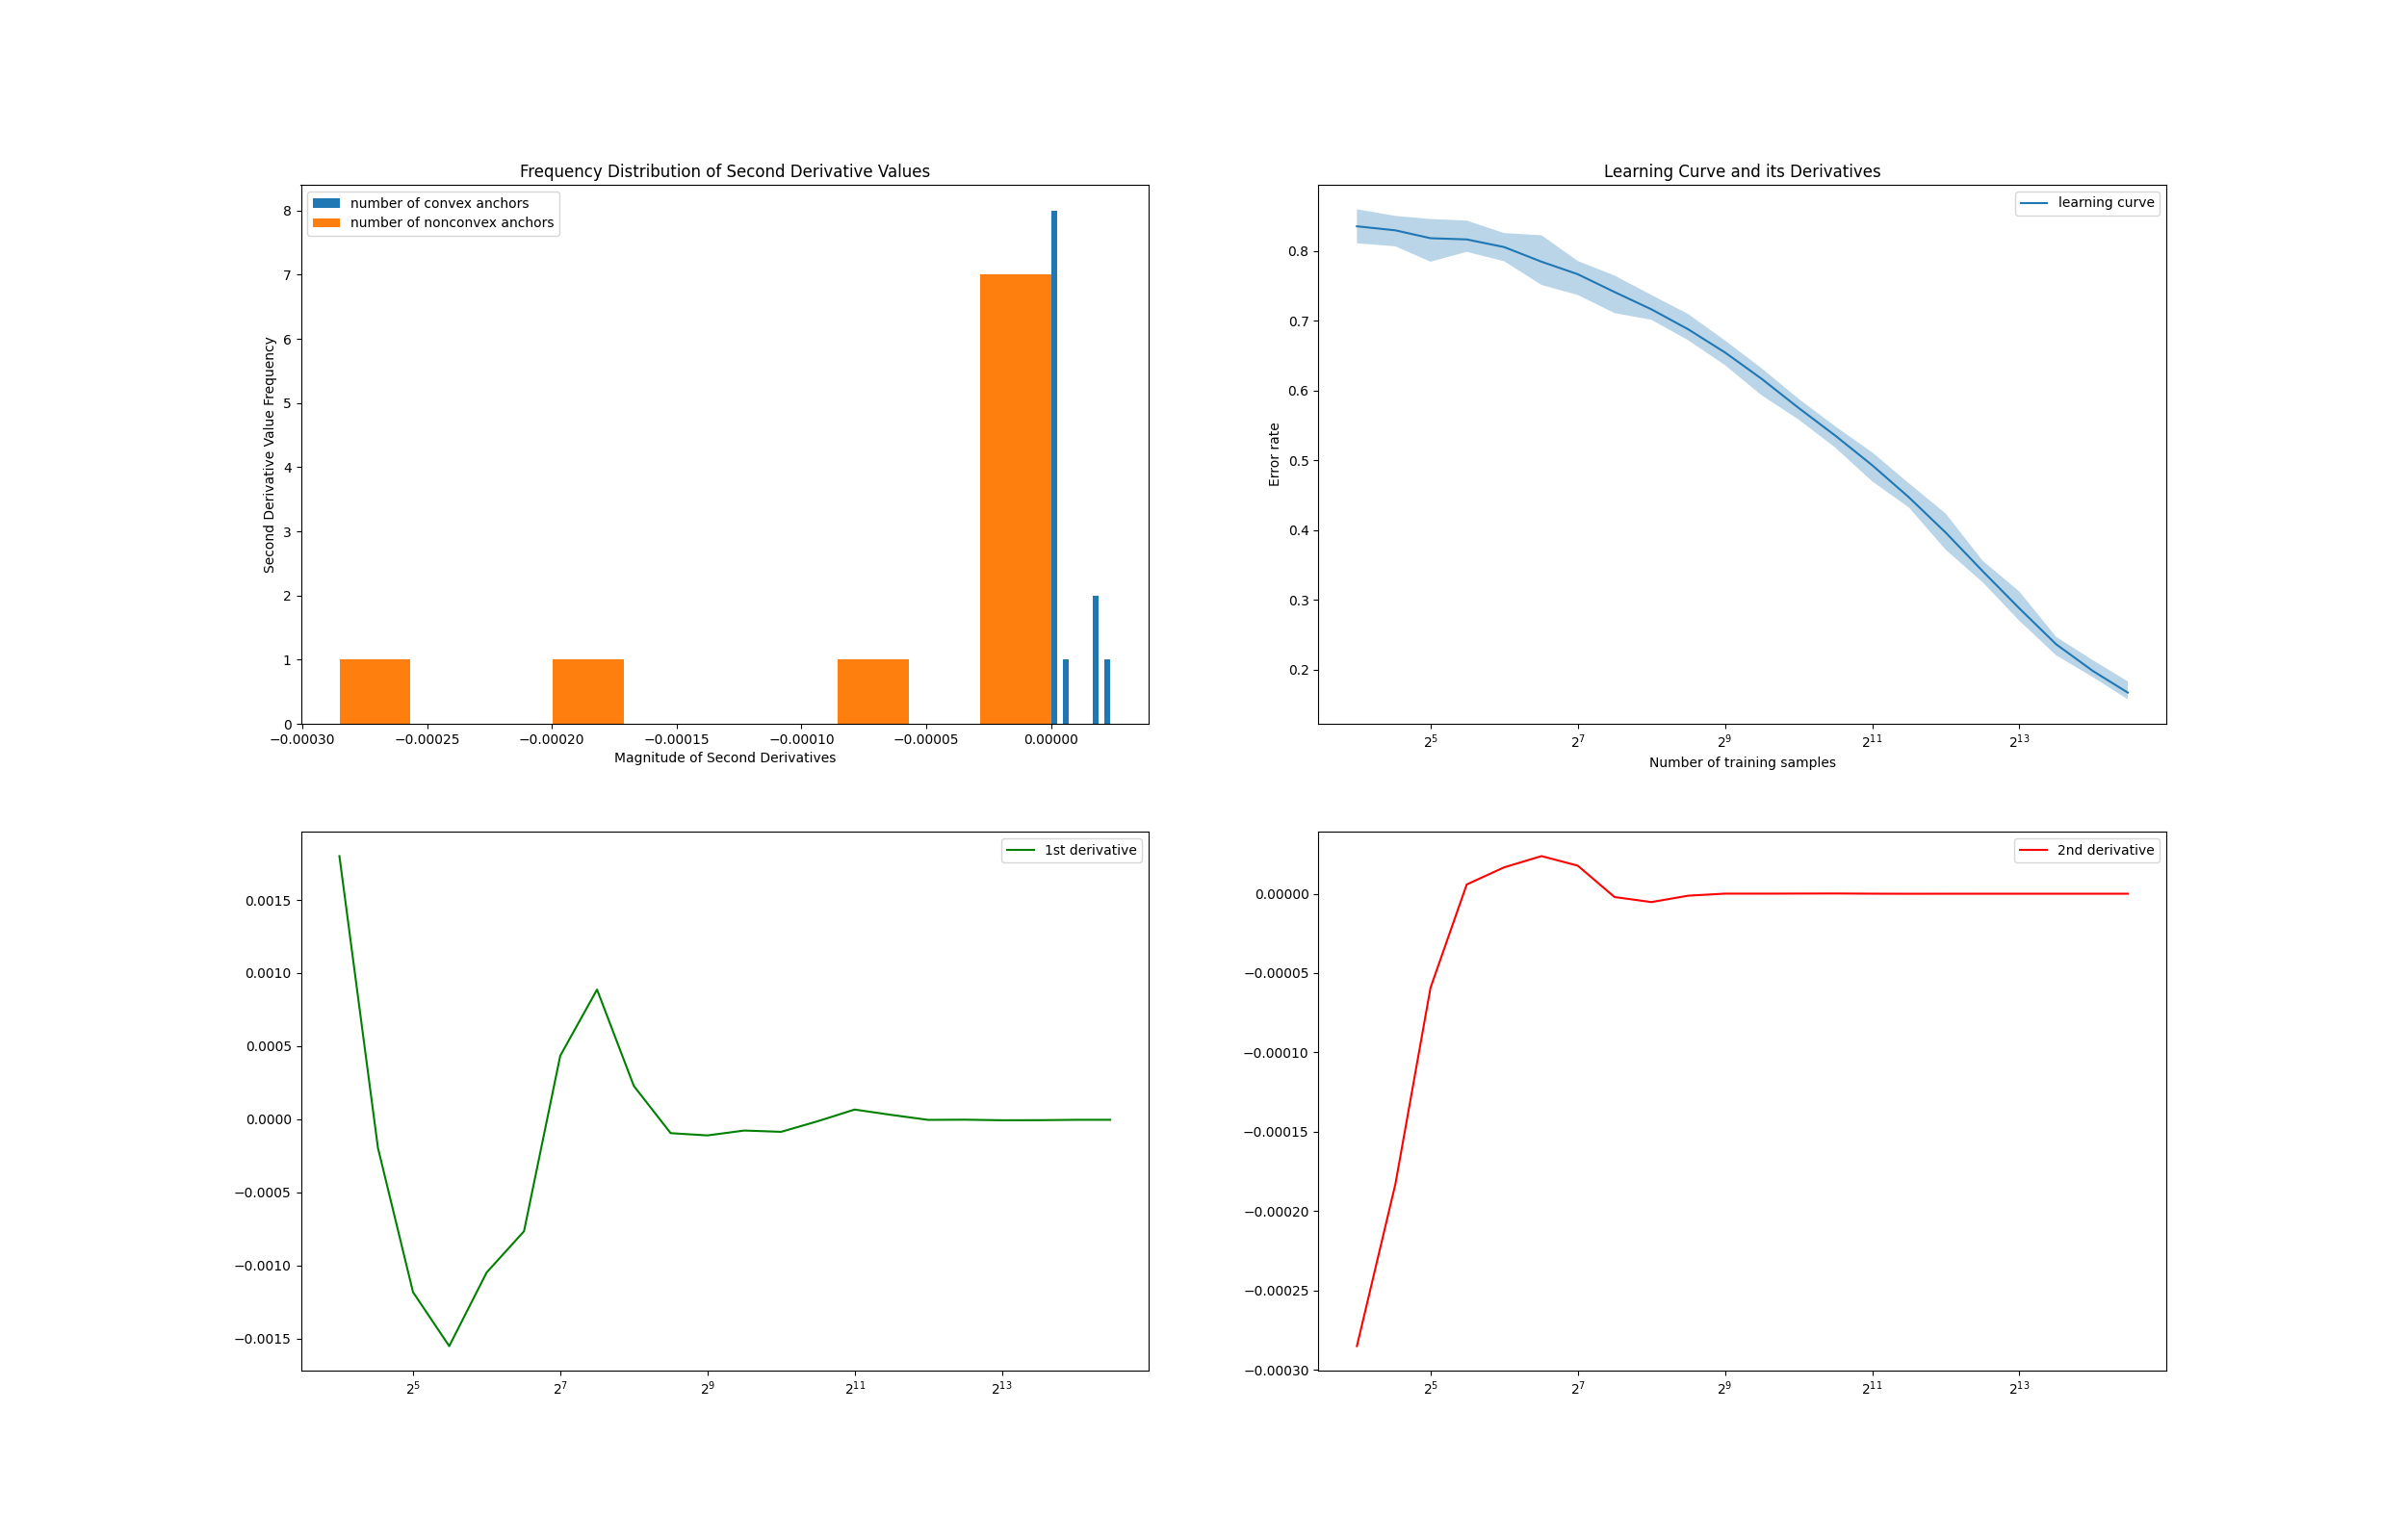 Frequency Distribution of Second Derivative Values
number of convex anchors
number of nonconvex anchors
8
7
6
5
4
3
2
1
0
Second Derivative Value Frequency
−0.00030 −0.00025 −0.00020 −0.00015 −0.00010 −0.00005 0.00000
Magnitude of Second Derivatives
Learning Curve and its Derivatives
learning curve
0.8
0.7
0.6
0.5
0.4
0.3
0.2
Error rate
2^5 2^7 2^9 2^11 2^13
Number of training samples
1st derivative
0.0015
0.0010
0.0005
0.0000
−0.0005
−0.0010
−0.0015
2^5 2^7 2^9 2^11 2^13
2nd derivative
0.00000
−0.00005
−0.00010
−0.00015
−0.00020
−0.00025
−0.00030
2^5 2^7 2^9 2^11 2^13